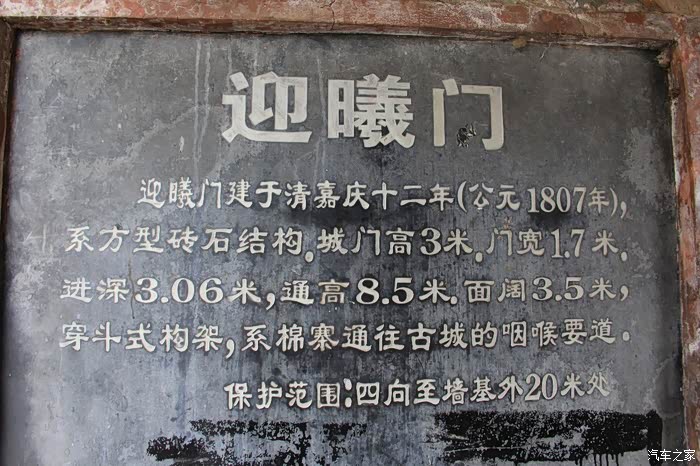 迎曦门
迎曦门建于清嘉庆十二年(公元1807年),
系方型砖石结构.城门高3米.门宽1.7米.
进深3.06米,通高8.5米.面阔3.5米,
穿斗式构架,系棉寨通往古城的咽喉要道.
保护范围:四向至墙基外20米处
汽车之家